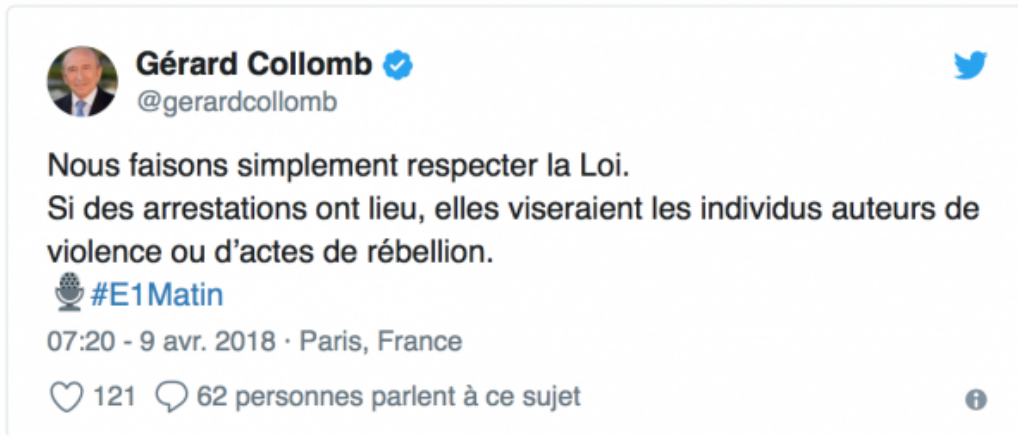 Gérard Collomb
@gerardcollomb
Nous faisons simplement respecter la Loi.
Si des arrestations ont lieu, elles viseraient les individus auteurs de
violence ou d’actes de rébellion.
#E1Matin
07:20 - 9 avr. 2018 · Paris, France
121 62 personnes parlent à ce sujet